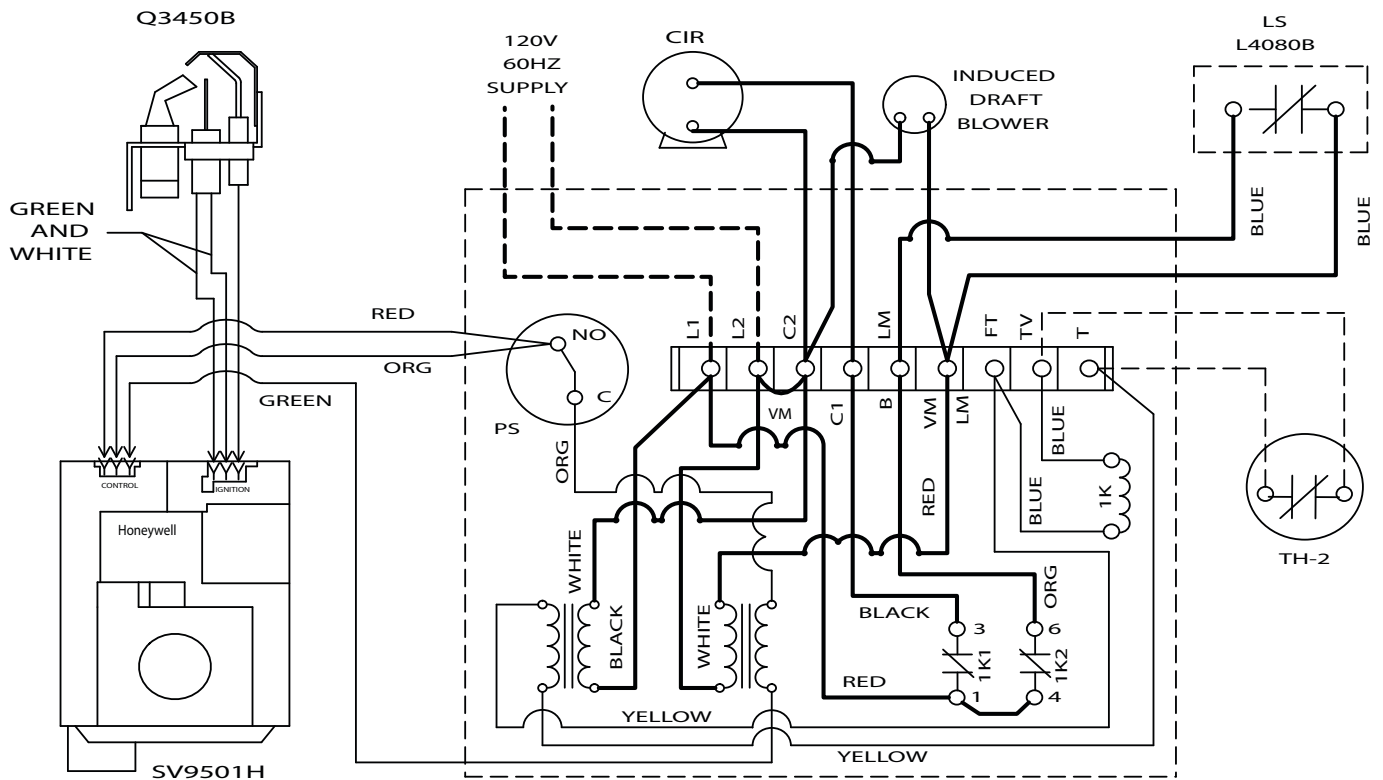 Q3450B
120V
60HZ
SUPPLY
CIR
INDUCED
DRAFT
BLOWER
LS
L4080B
GREEN
AND
WHITE
BLUE
BLUE
RED
ORG
GREEN
NO
C
PS
L1
L2
C2
LM
FT
TV
T
VM
C1
B
VM
LM
BLUE
ORG
RED
BLUE
1K
TH-2
CONTROL
IGNITION
Honeywell
WHITE
BLACK
WHITE
BLACK
ORG
3
6
1K1
1K2
RED
1
4
YELLOW
YELLOW
SV9501H